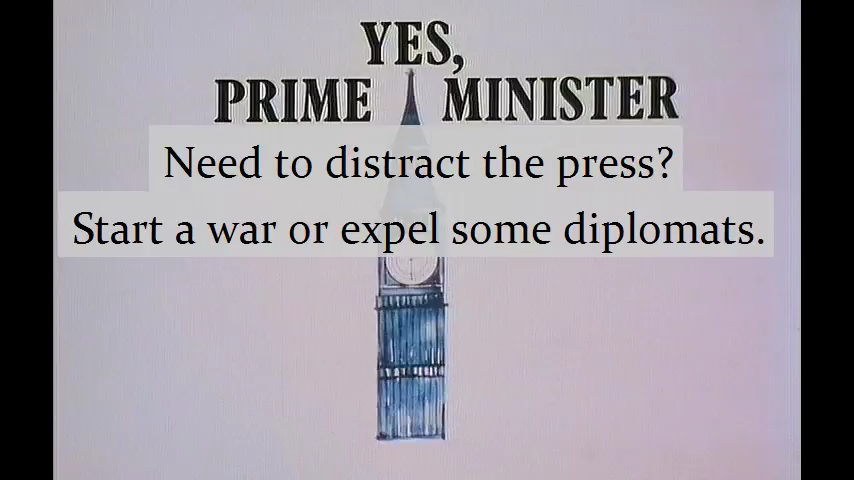 YES,
PRIME MINISTER
Need to distract the press?
Start a war or expel some diplomats.